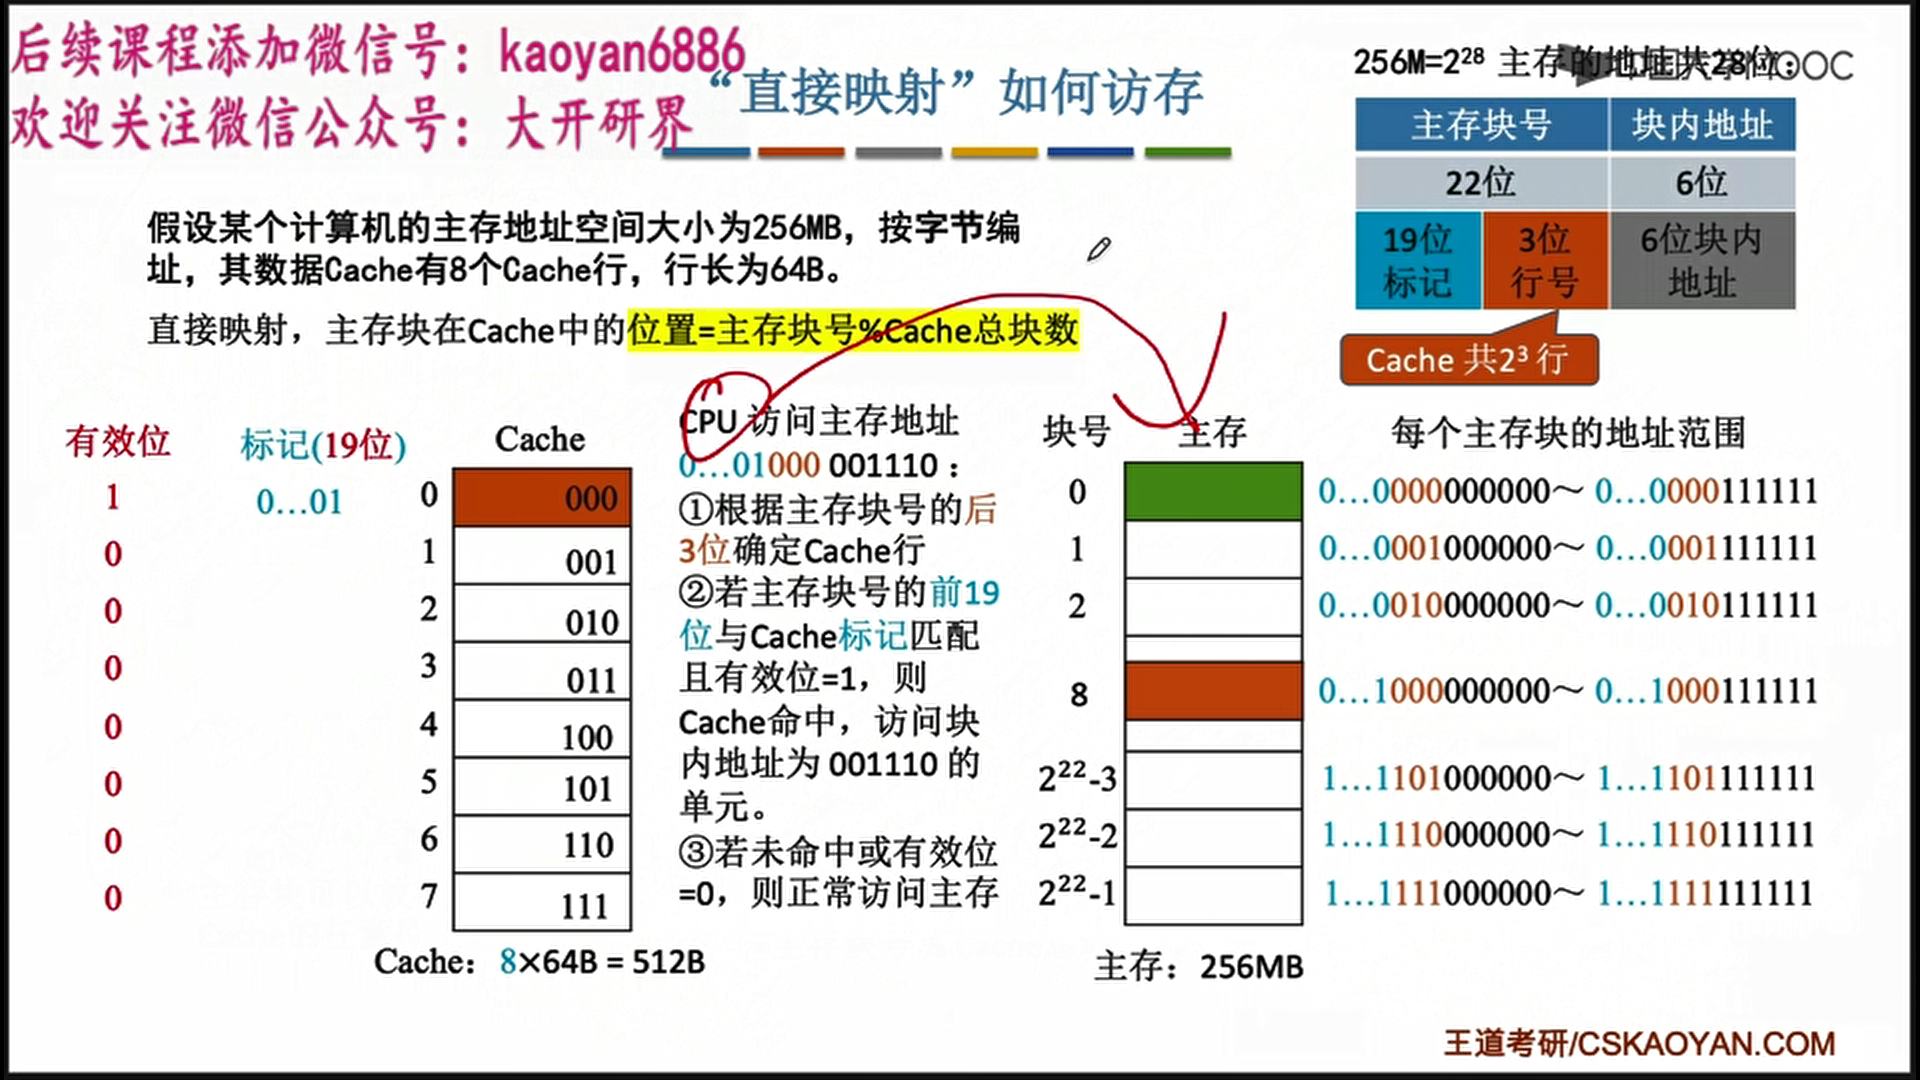 后续课程添加微信号：kaoyan6886
欢迎关注微信公众号：大开研界
“直接映射”如何访存
256M=2²⁸ 主存的地址共28位：
主存块号 块内地址
22位 6位
19位标记 3位行号 6位块内地址
Cache 共2³ 行
假设某个计算机的主存地址空间大小为256MB，按字节编
址，其数据Cache有8个Cache行，行长为64B。
直接映射，主存块在Cache中的位置=主存块号%Cache总块数
有效位 标记(19位) Cache
1 0…01 0 000
0 1 001
0 2 010
0 3 011
0 4 100
0 5 101
0 6 110
0 7 111
Cache：8×64B = 512B
CPU 访问主存地址
0…01000 001110：
①根据主存块号的后
3位确定Cache行
②若主存块号的前19
位与Cache标记匹配
且有效位=1，则
Cache命中，访问块
内地址为 001110 的
单元。
③若未命中或有效位
=0，则正常访问主存
块号 主存 每个主存块的地址范围
0 0…0000000000～ 0…0000111111
1 0…0001000000～ 0…0001111111
2 0…0010000000～ 0…0010111111
8 0…1000000000～ 0…1000111111
2²²-3 1…1101000000～ 1…1101111111
2²²-2 1…1110000000～ 1…1110111111
2²²-1 1…1111000000～ 1…1111111111
主存：256MB
王道考研/CSKAOYAN.COM